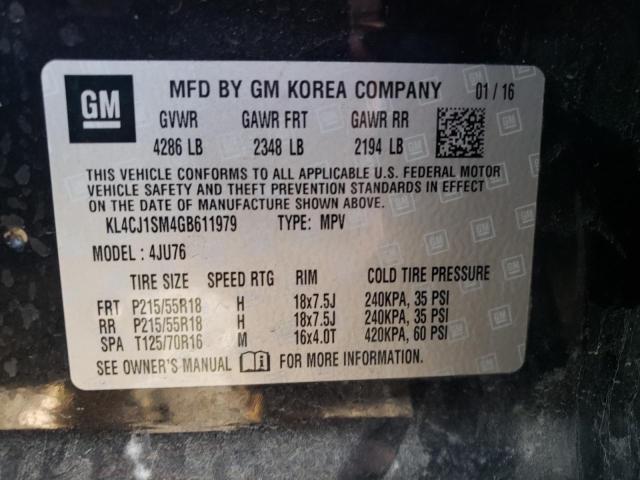 GM
MFD BY GM KOREA COMPANY 01 / 16
GVWR GAWR FRT GAWR RR
4286 LB 2348 LB 2194 LB
THIS VEHICLE CONFORMS TO ALL APPLICABLE U.S. FEDERAL MOTOR
VEHICLE SAFETY AND THEFT PREVENTION STANDARDS IN EFFECT
ON THE DATE OF MANUFACTURE SHOWN ABOVE.
KL4CJ1SM4GB611979 TYPE: MPV
MODEL : 4JU76
TIRE SIZE SPEED RTG RIM COLD TIRE PRESSURE
FRT P215/55R18 H 18x7.5J 240KPA, 35 PSI
RR P215/55R18 H 18x7.5J 240KPA, 35 PSI
SPA T125/70R16 M 16x4.0T 420KPA, 60 PSI
SEE OWNER'S MANUAL FOR MORE INFORMATION.